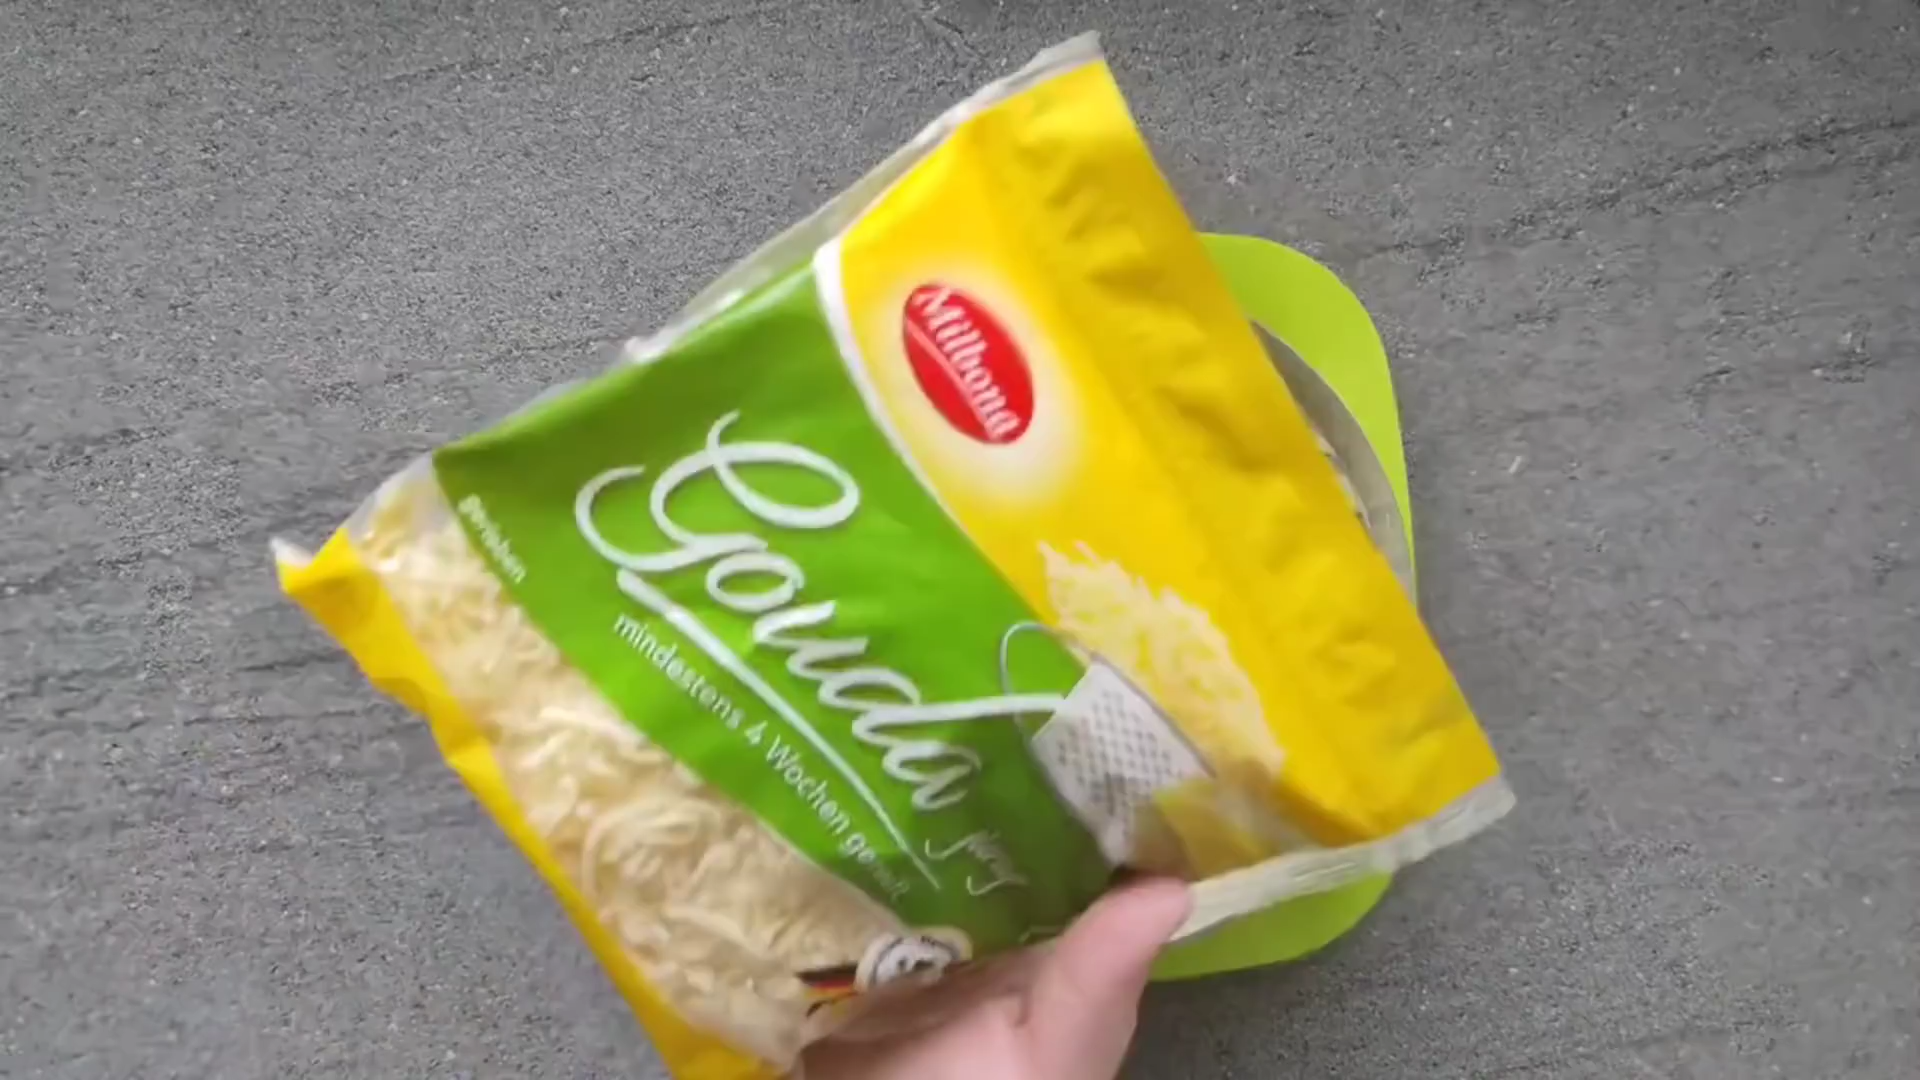 Milbona
Gouda
jung
mindestens 4 Wochen gereift
gerieben